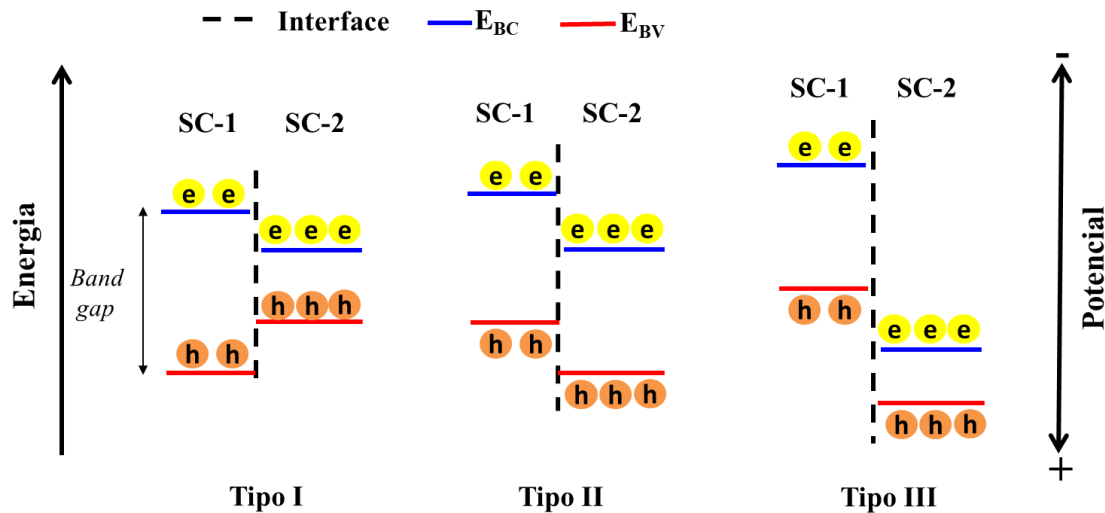 Interface E_BC E_BV
-
Energia
Potencial
+
SC-1 SC-2
e e
e e e
Band
gap
h h h
h h
Tipo I
SC-1 SC-2
e e
e e e
h h
h h h
Tipo II
SC-1 SC-2
e e
h h
e e e
h h h
Tipo III